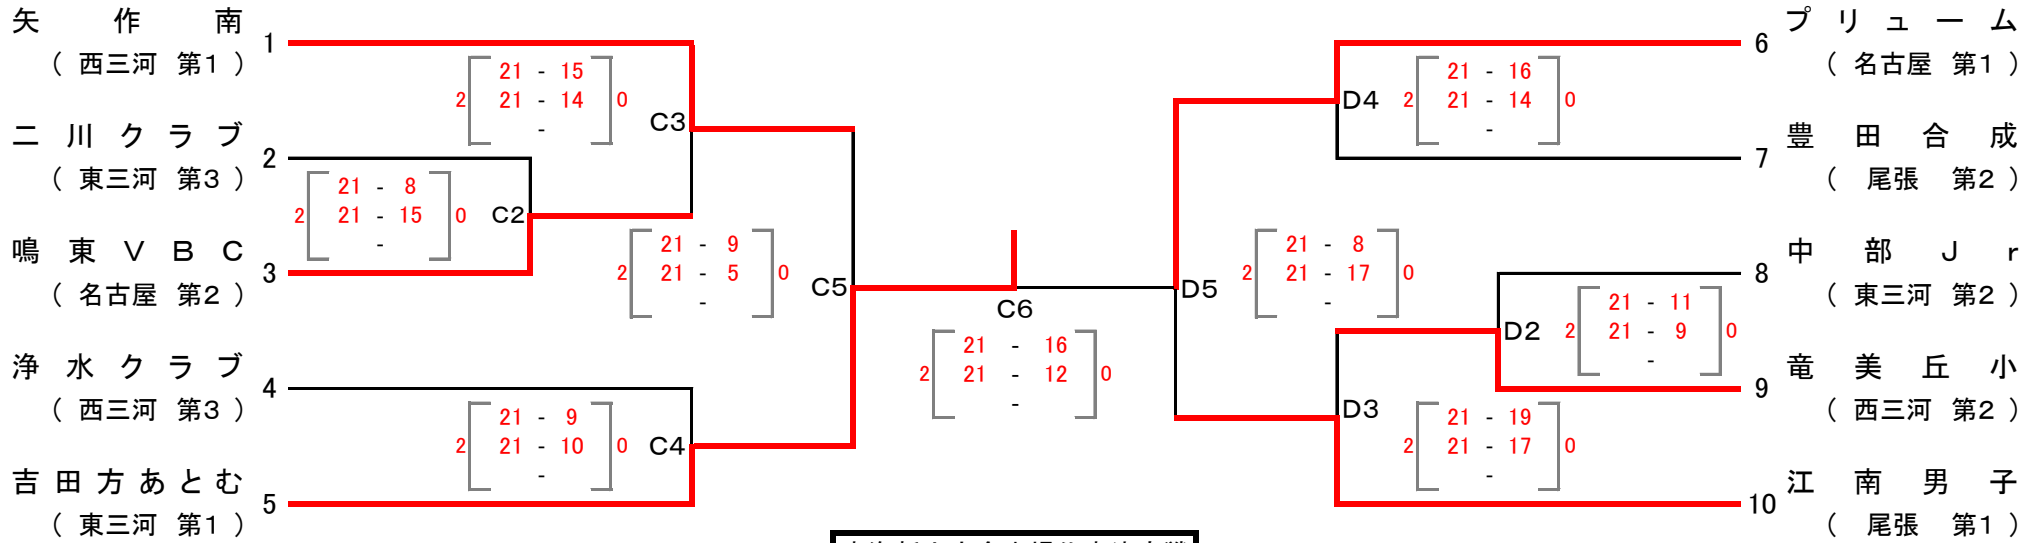 矢作南
1
( 西三河 第1 )
二川クラブ
2
( 東三河 第3 )
鳴東VBC
3
( 名古屋 第2 )
浄水クラブ
4
( 西三河 第3 )
吉田方あとむ
5
( 東三河 第1 )
21 - 15
2 21 - 14 0
-
C3
21 - 8
2 21 - 15 0
-
C2
21 - 9
2 21 - 5 0
-
C5
21 - 9
2 21 - 10 0
-
C4
C6
21 - 16
2 21 - 12 0
-
D4
21 - 16
2 21 - 14 0
-
D5
21 - 8
2 21 - 17 0
-
D2
21 - 11
2 21 - 9 0
-
D3
21 - 19
2 21 - 17 0
-
6
プリューム
( 名古屋 第1 )
7
豊田合成
( 尾張 第2 )
8
中部Jr
( 東三河 第2 )
9
竜美丘小
( 西三河 第2 )
10
江南男子
( 尾張 第1 )